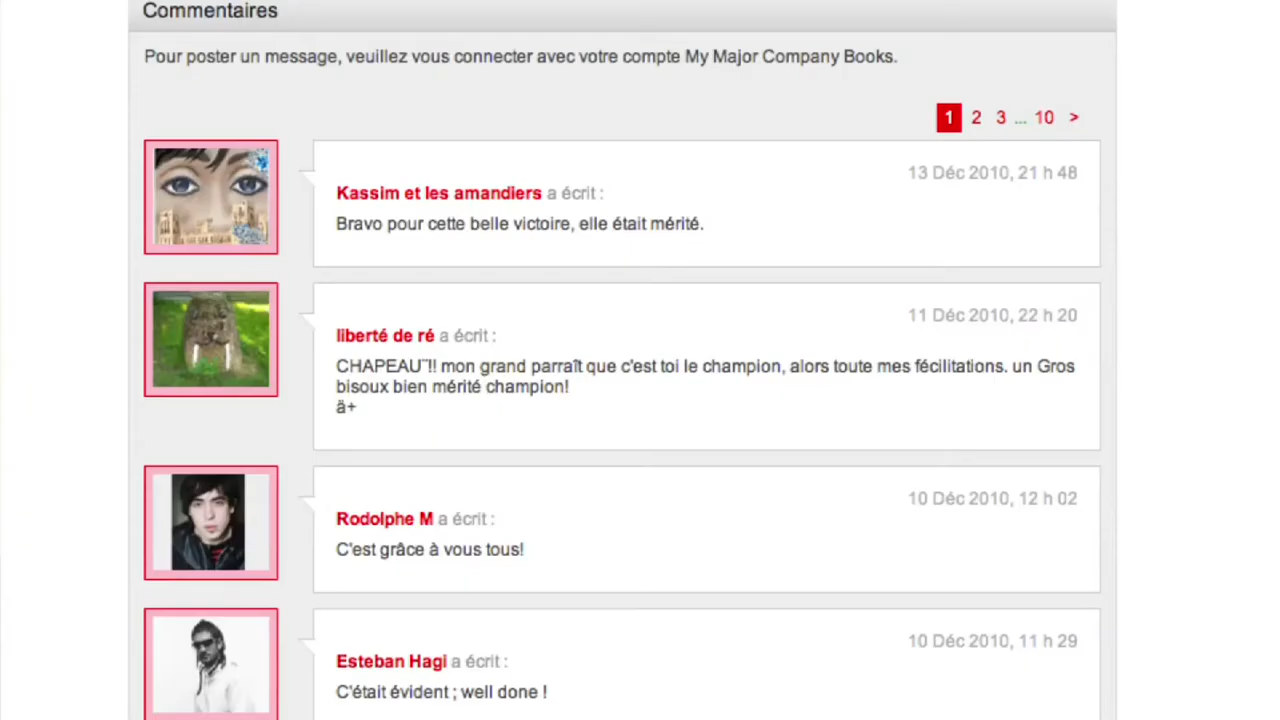 Commentaires
Pour poster un message, veuillez vous connecter avec votre compte My Major Company Books.
1 2 3 ... 10 >
13 Déc 2010, 21 h 48
Kassim et les amandiers a écrit :
Bravo pour cette belle victoire, elle était mérité.
11 Déc 2010, 22 h 20
liberté de ré a écrit :
CHAPEAU¨!! mon grand parraît que c'est toi le champion, alors toute mes fécilitations. un Gros
bisoux bien mérité champion!
ä+
10 Déc 2010, 12 h 02
Rodolphe M a écrit :
C'est grâce à vous tous!
10 Déc 2010, 11 h 29
Esteban Hagi a écrit :
C'était évident ; well done !